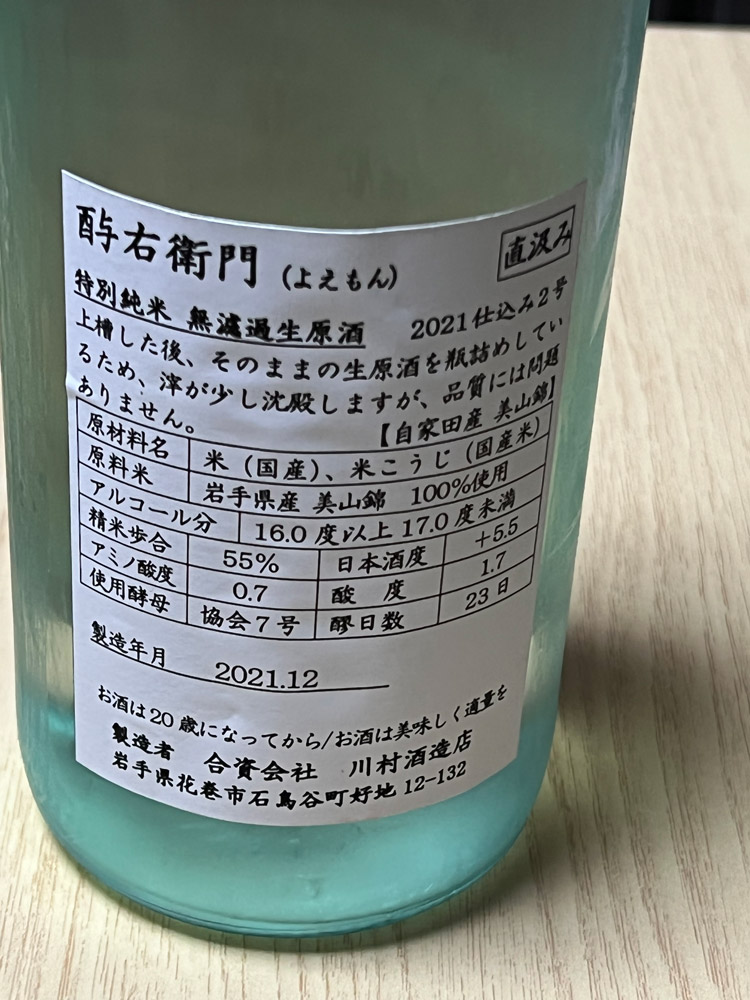 酉与右衛門 (よえもん) 直汲み
特別純米 無濾過生原酒 2021仕込み2号
上槽した後、そのままの生原酒を瓶詰めしてい
るため、滓が少し沈殿しますが、品質には問題
ありません。 【自家田産 美山錦】
原材料名 米(国産)、米こうじ(国産米)
原料米 岩手県産 美山錦 100%使用
アルコール分 16.0 度以上 17.0 度未満
精米歩合 55% 日本酒度 +5.5
アミノ酸度 0.7 酸 度 1.7
使用酵母 協会7号 醪日数 23日
製造年月 2021.12
お酒は20歳になってから/お酒は美味しく適量を
製造者 合資会社 川村酒造店
岩手県花巻市石鳥谷町好地 12-132